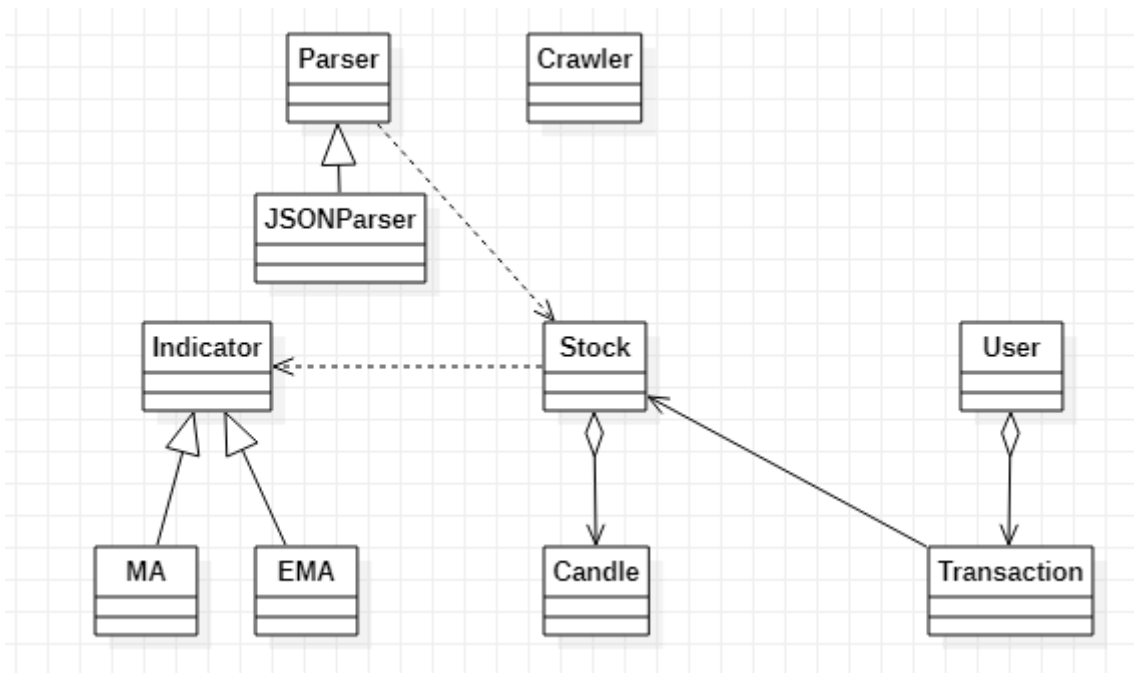 Parser
Crawler
JSONParser
Indicator
Stock
User
MA
EMA
Candle
Transaction